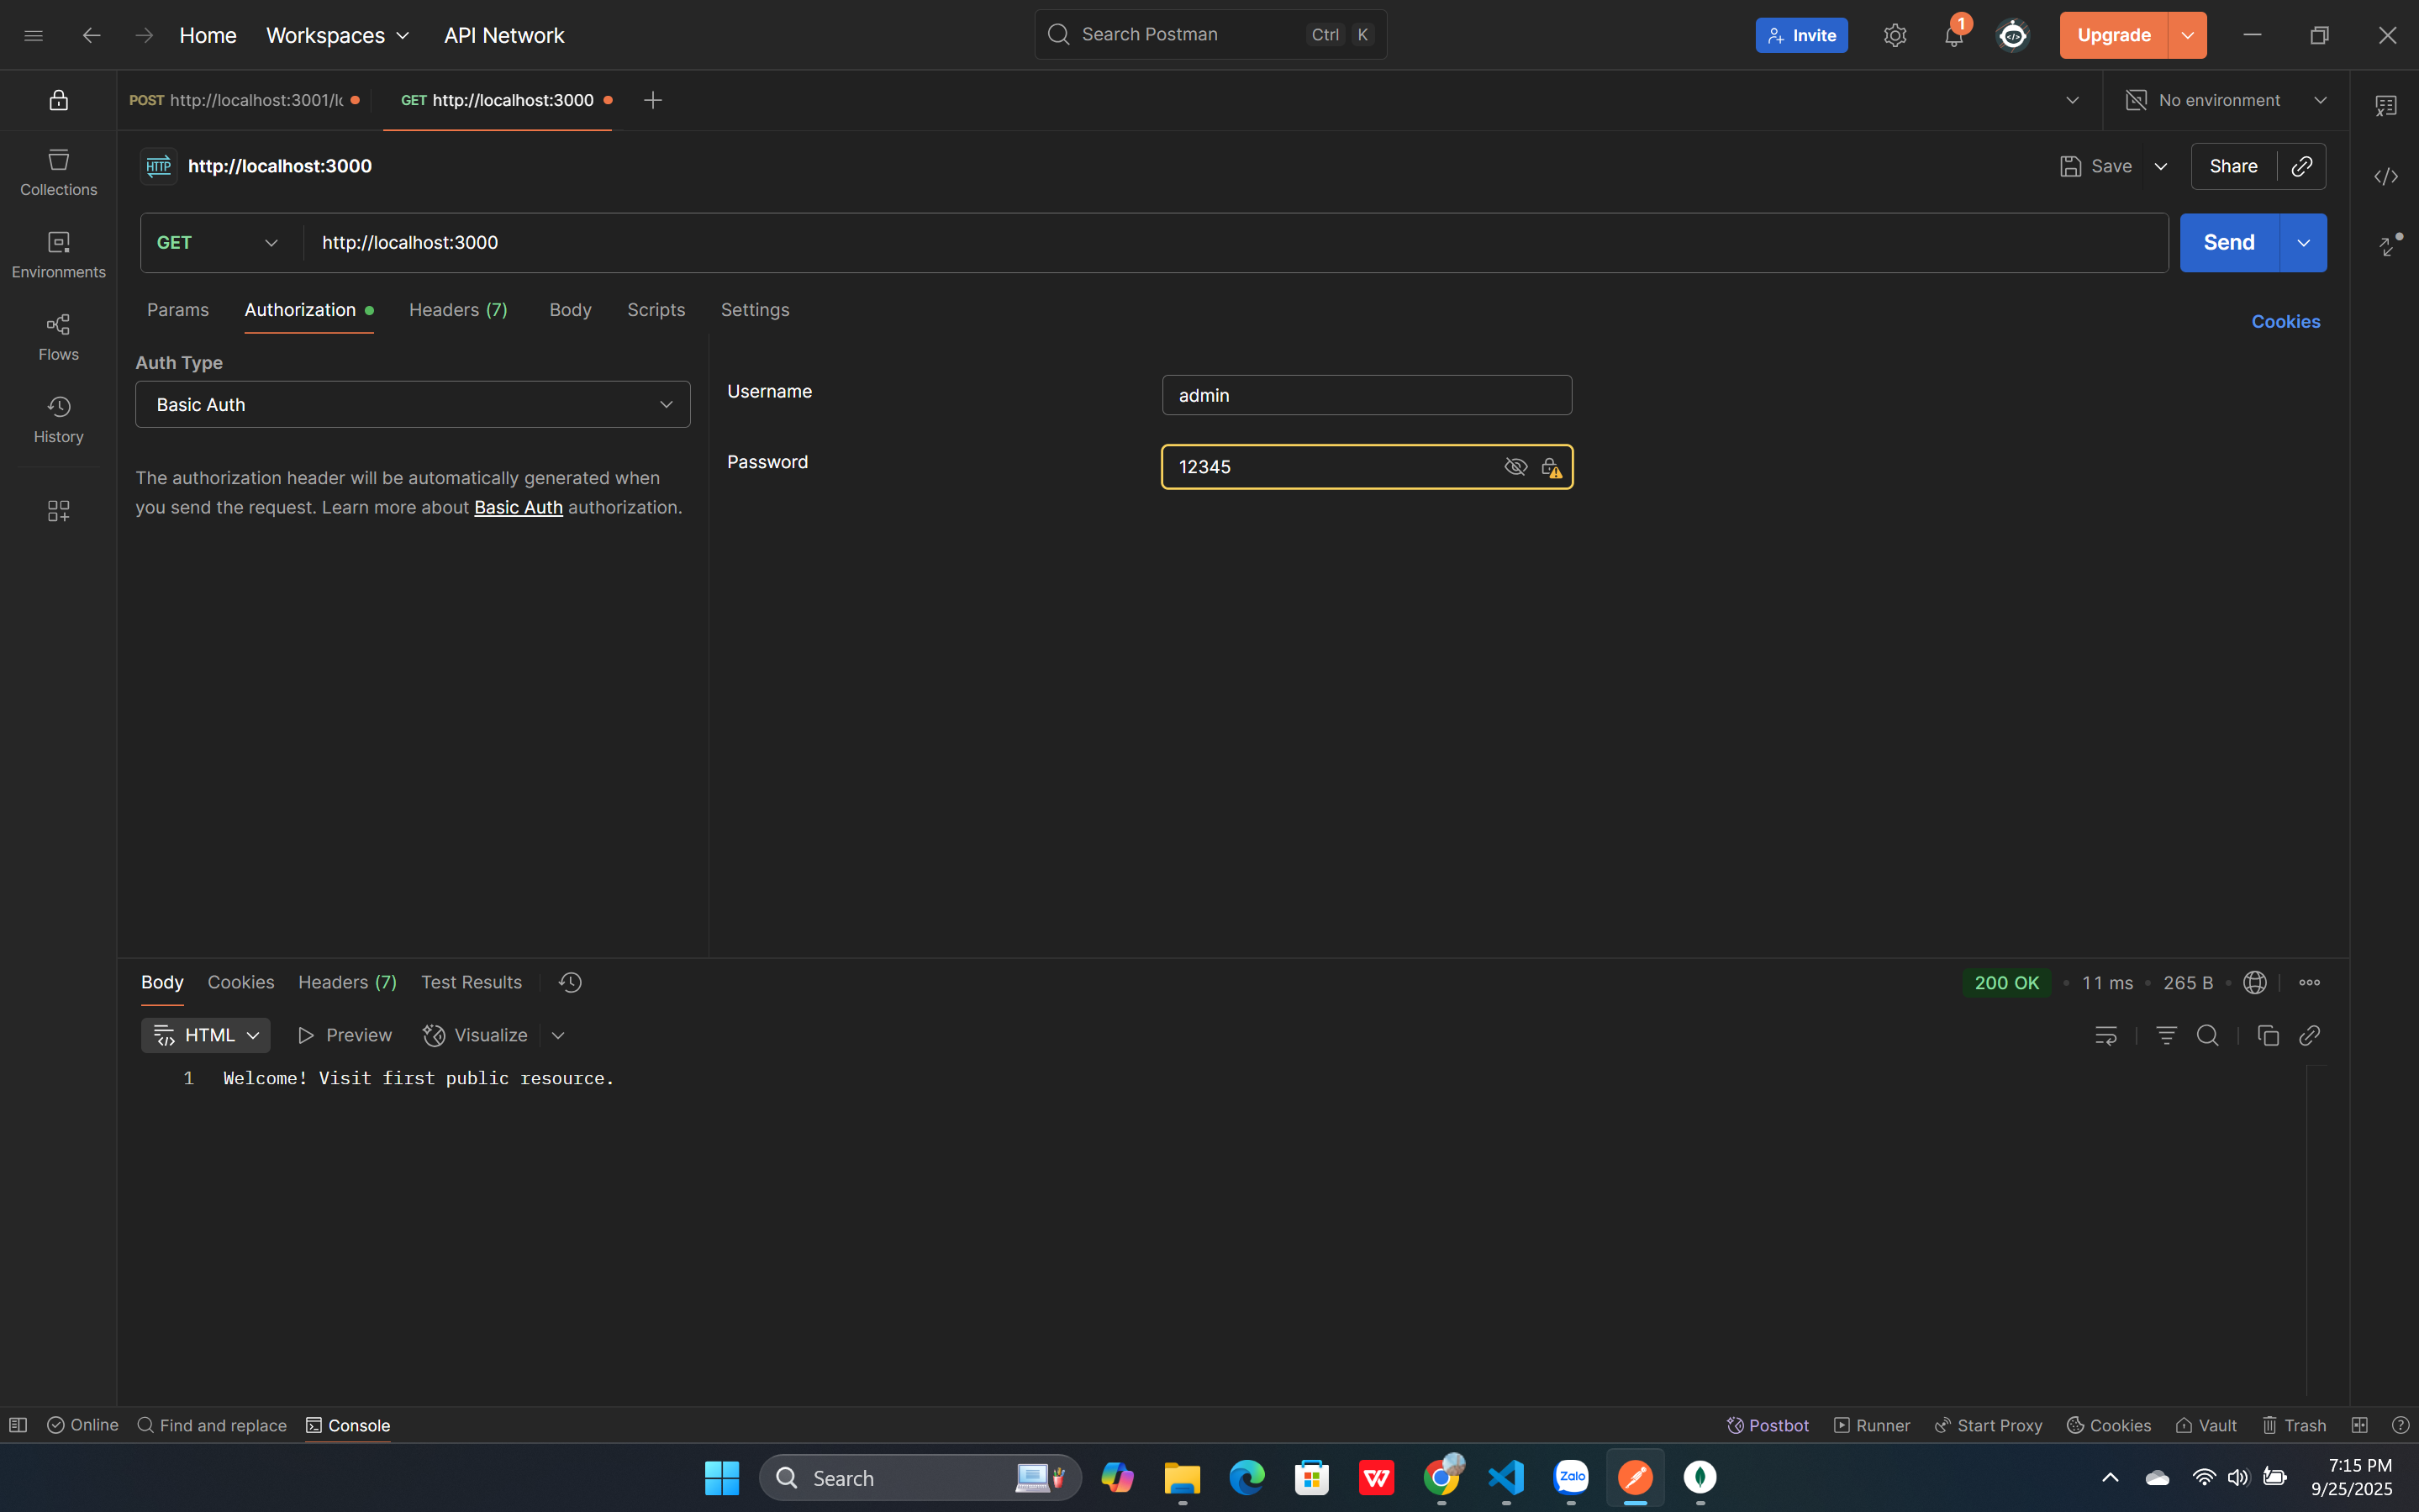 Home Workspaces API Network Search Postman Ctrl K Invite 1 Upgrade
POST http://localhost:3001/lo GET http://localhost:3000 No environment
HTTP http://localhost:3000 Save Share
Collections
GET http://localhost:3000 Send
Environments
Params Authorization Headers (7) Body Scripts Settings Cookies
Flows
Auth Type
Basic Auth
Username admin
History
Password 12345
The authorization header will be automatically generated when
you send the request. Learn more about Basic Auth authorization.
Body Cookies Headers (7) Test Results 200 OK 11 ms 265 B
HTML Preview Visualize
1 Welcome! Visit first public resource.
Online Find and replace Console Postbot Runner Start Proxy Cookies Vault Trash
Search Zalo 7:15 PM
9/25/2025